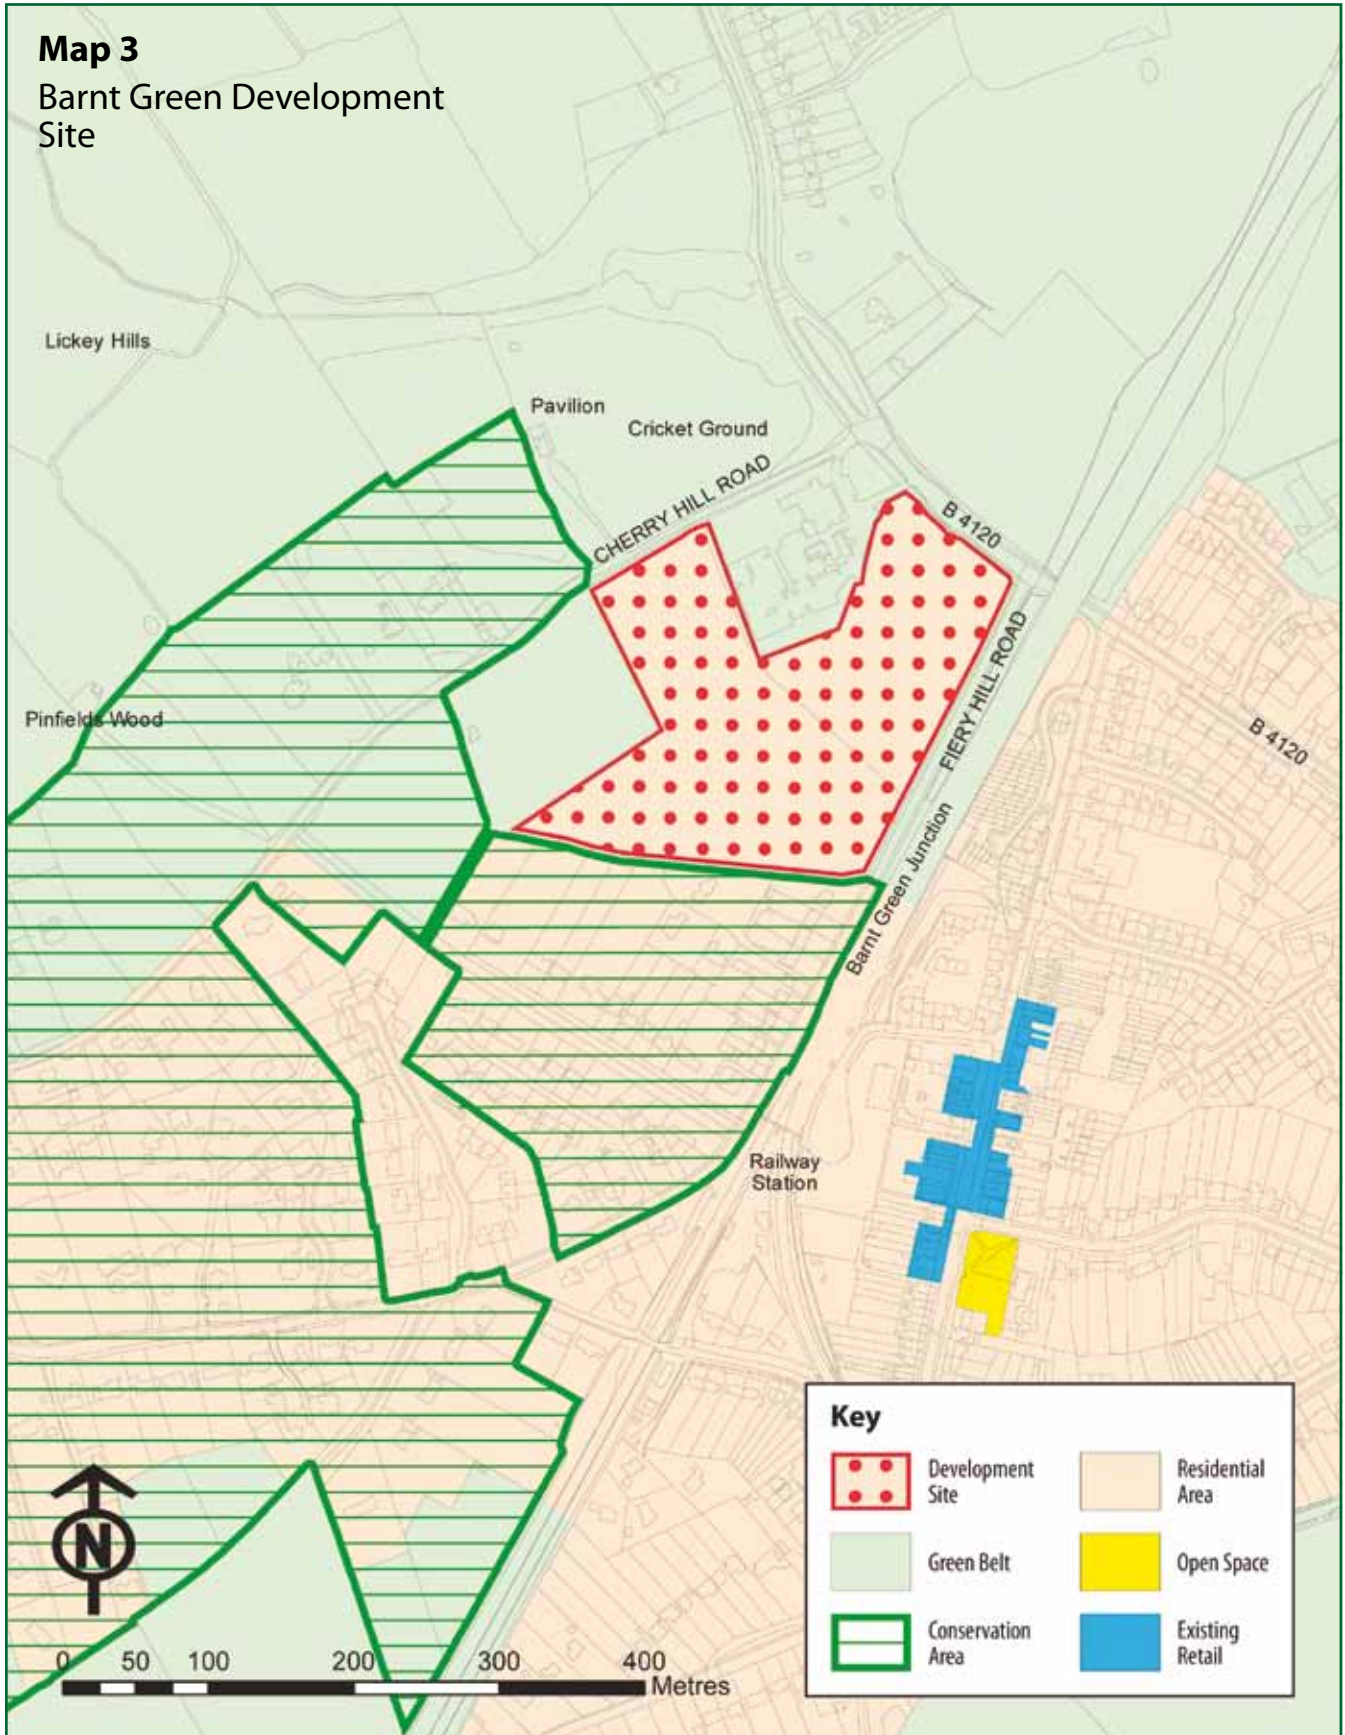 Map 3
Barnt Green Development
Site
Lickey Hills
Pavilion
Cricket Ground
CHERRY HILL ROAD
B 4120
FIERY HILL ROAD
Pinfields Wood
B 4120
Barnt Green Junction
Railway
Station
Key
Development
Site
Residential
Area
Green Belt
Open Space
Conservation
Area
Existing
Retail
N
0 50 100 200 300 400
Metres